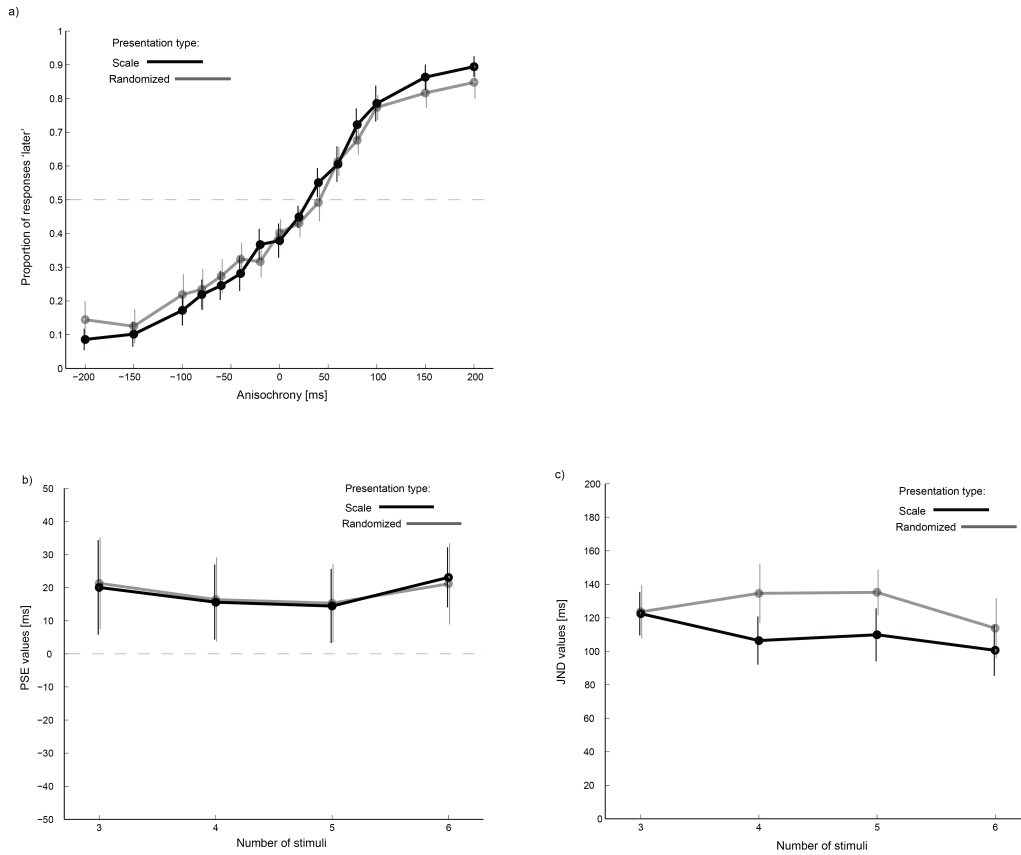 a)
Presentation type:
Scale
Randomized
Proportion of responses 'later'
1
0.9
0.8
0.7
0.6
0.5
0.4
0.3
0.2
0.1
0
−200 −150 −100 −50 0 50 100 150 200
Anisochrony [ms]
b)
Presentation type:
Scale
Randomized
PSE values [ms]
50
40
30
20
10
0
−10
−20
−30
−40
−50
3 4 5 6
Number of stimuli
c)
Presentation type:
Scale
Randomized
JND values [ms]
200
180
160
140
120
100
80
60
40
20
0
3 4 5 6
Number of stimuli